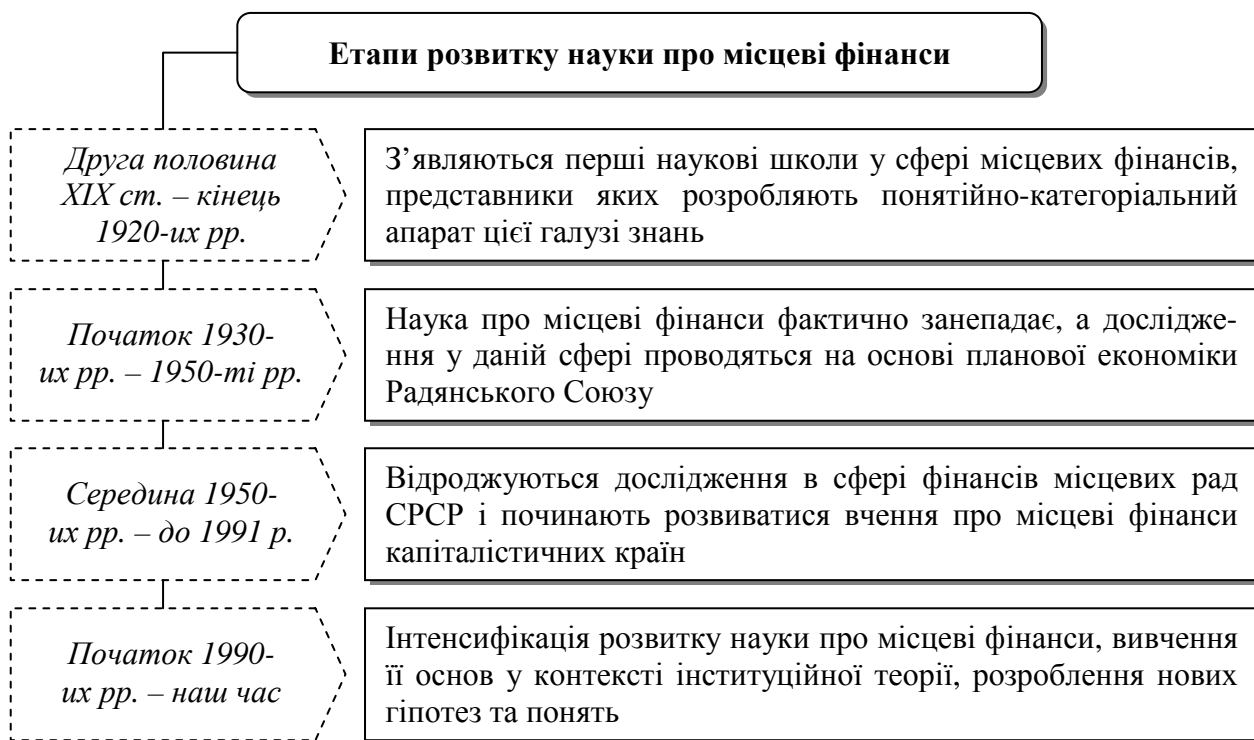 Етапи розвитку науки про місцеві фінанси
Друга половина
XIX ст. – кінець
1920-их рр.
З’являються перші наукові школи у сфері місцевих фінансів,
представники яких розробляють понятійно-категоріальний
апарат цієї галузі знань
Початок 1930-
их рр. – 1950-ті рр.
Наука про місцеві фінанси фактично занепадає, а дослідже-
ння у даній сфері проводяться на основі планової економіки
Радянського Союзу
Середина 1950-
их рр. – до 1991 р.
Відроджуються дослідження в сфері фінансів місцевих рад
СРСР і починають розвиватися вчення про місцеві фінанси
капіталістичних країн
Початок 1990-
их рр. – наш час
Інтенсифікація розвитку науки про місцеві фінанси, вивчення
її основ у контексті інституційної теорії, розроблення нових
гіпотез та понять